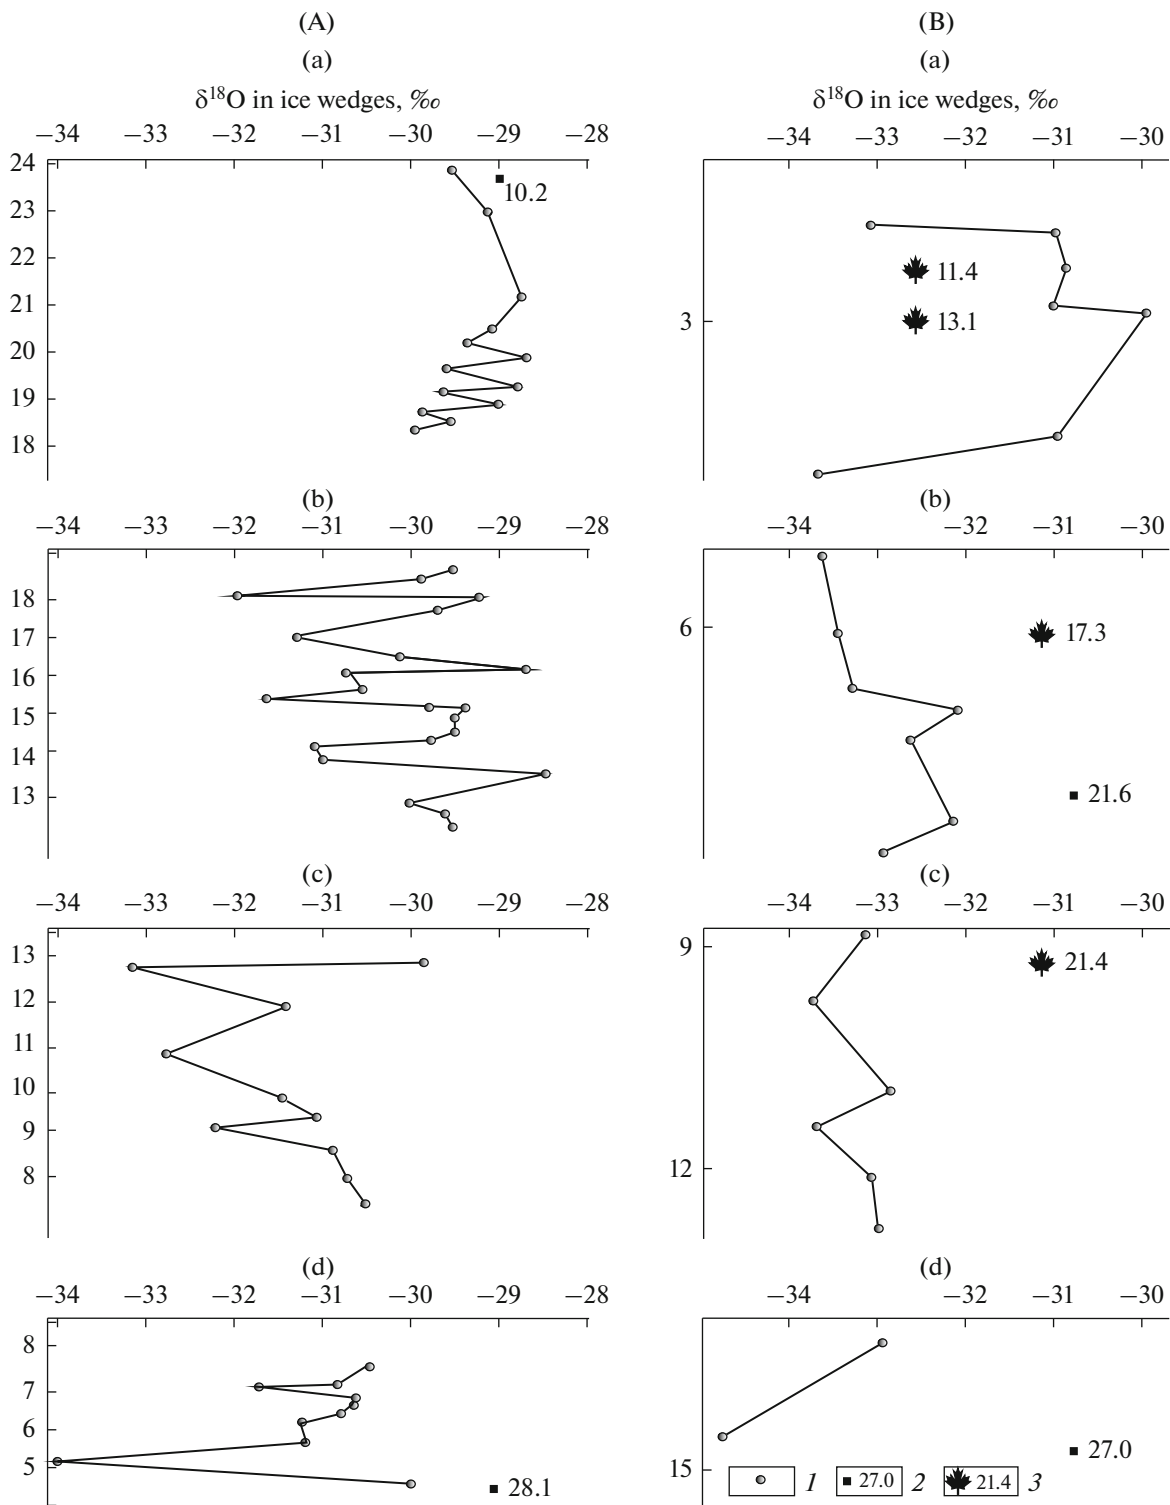 (A)
(a)
δ18O in ice wedges, ‰
−34 −33 −32 −31 −30 −29 −28
24
23
22
21
20
19
18
10.2
(b)
−34 −33 −32 −31 −30 −29 −28
18
17
16
15
14
13
(c)
−34 −33 −32 −31 −30 −29 −28
13
12
11
10
9
8
(d)
−34 −33 −32 −31 −30 −29 −28
8
7
6
5
28.1
(B)
(a)
δ18O in ice wedges, ‰
−34 −33 −32 −31 −30
11.4
3
13.1
(b)
−34 −33 −32 −31 −30
6
17.3
21.6
(c)
−34 −33 −32 −31 −30
9
21.4
12
(d)
−34 −33 −32 −31 −30
27.0
15
1 27.0 2 21.4 3